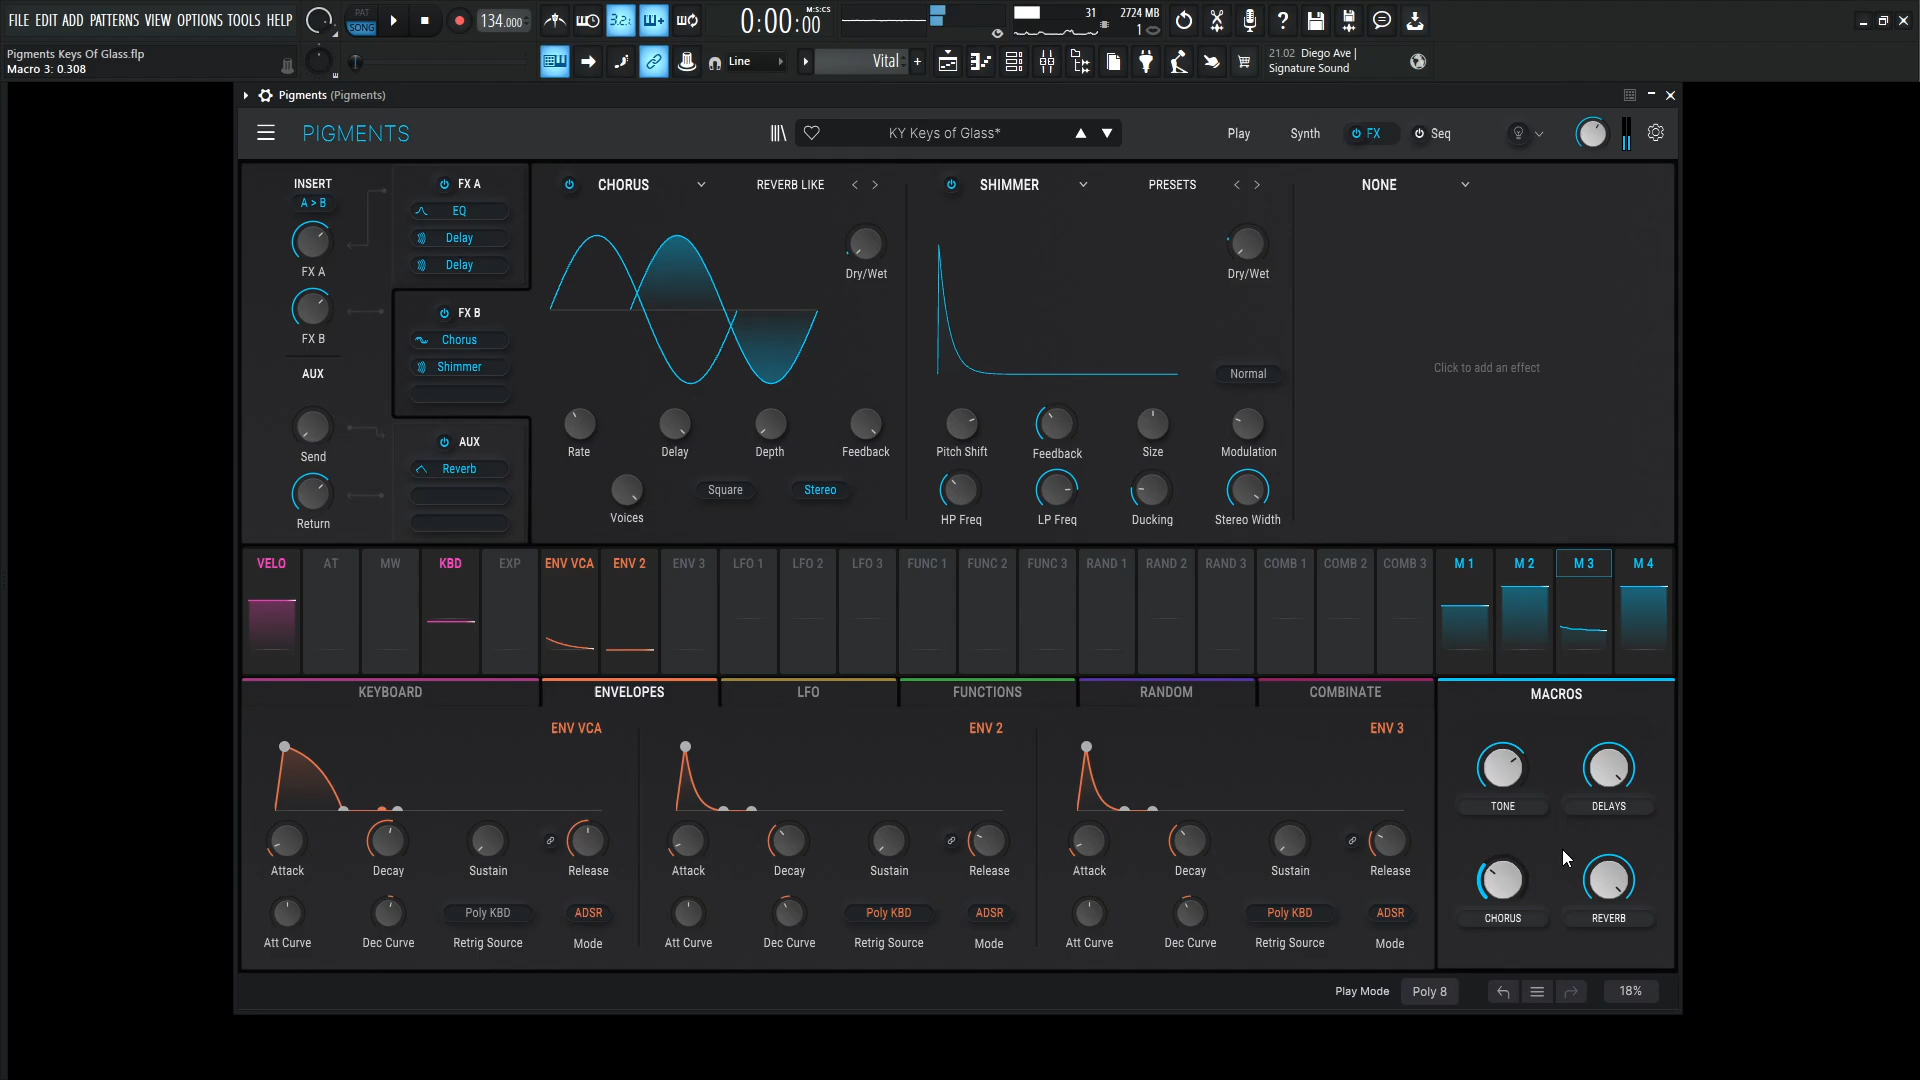 FILE EDIT ADD PATTERNS VIEW OPTIONS TOOLS HELP
PAT
SONG
134.000
3.2.
0:00:00
M:S:CS
31
2724 MB
1
Pigments Keys Of Glass.flp
Macro 3: 0.308
Line
Vital
21.02 Diego Ave |
Signature Sound
Pigments (Pigments)
PIGMENTS
KY Keys of Glass*
Play
Synth
FX
Seq
INSERT
A > B
FX A
FX B
AUX
Send
Return
FX A
EQ
Delay
Delay
FX B
Chorus
Shimmer
AUX
Reverb
CHORUS
REVERB LIKE
Dry/Wet
Rate
Delay
Depth
Feedback
Voices
Square
Stereo
SHIMMER
PRESETS
Dry/Wet
Normal
Pitch Shift
Feedback
Size
Modulation
HP Freq
LP Freq
Ducking
Stereo Width
NONE
Click to add an effect
VELO
AT
MW
KBD
EXP
ENV VCA
ENV 2
ENV 3
LFO 1
LFO 2
LFO 3
FUNC 1
FUNC 2
FUNC 3
RAND 1
RAND 2
RAND 3
COMB 1
COMB 2
COMB 3
M 1
M 2
M 3
M 4
KEYBOARD
ENVELOPES
LFO
FUNCTIONS
RANDOM
COMBINATE
MACROS
ENV VCA
Attack
Decay
Sustain
Release
Att Curve
Dec Curve
Poly KBD
Retrig Source
ADSR
Mode
ENV 2
Attack
Decay
Sustain
Release
Att Curve
Dec Curve
Poly KBD
Retrig Source
ADSR
Mode
ENV 3
Attack
Decay
Sustain
Release
Att Curve
Dec Curve
Poly KBD
Retrig Source
ADSR
Mode
TONE
DELAYS
CHORUS
REVERB
Play Mode
Poly 8
18%